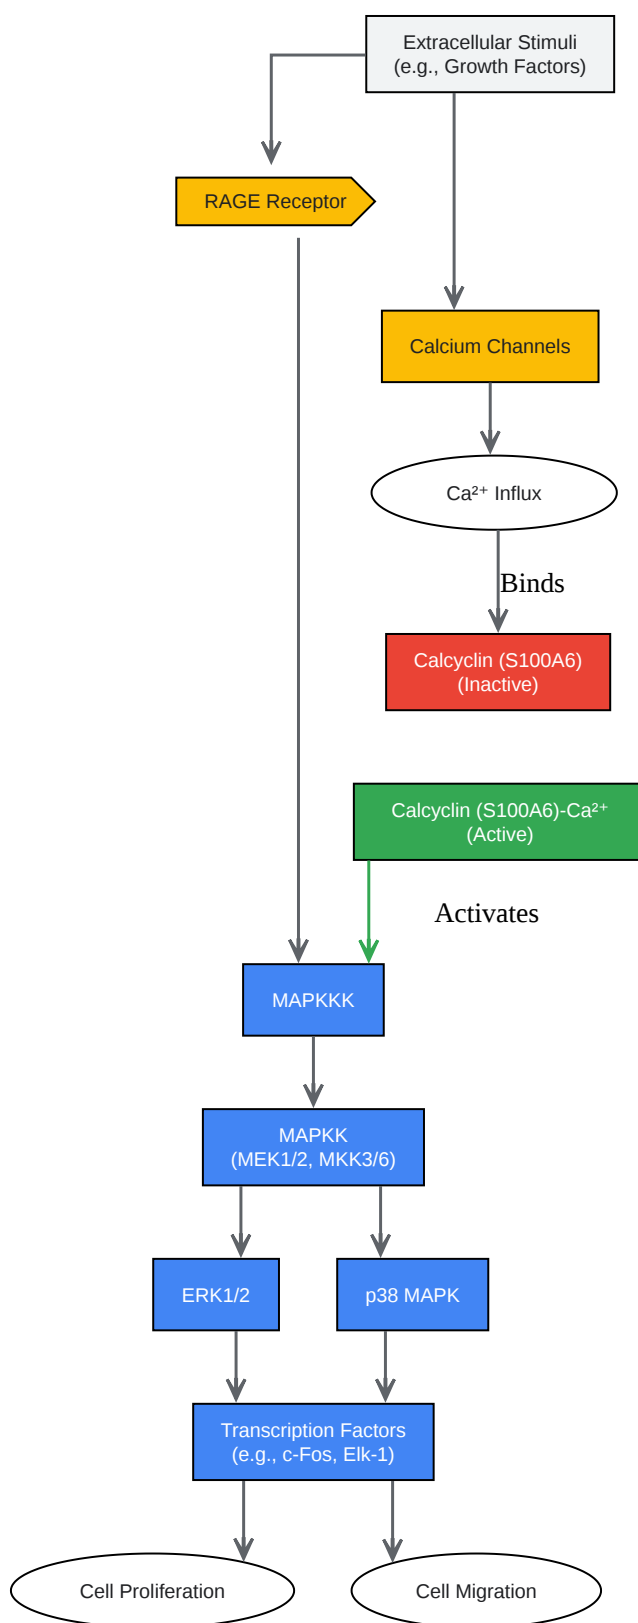 Extracellular Stimuli
(e.g., Growth Factors)
RAGE Receptor
Calcium Channels
Ca²⁺ Influx
Binds
Calcyclin (S100A6)
(Inactive)
Calcyclin (S100A6)-Ca²⁺
(Active)
Activates
MAPKKK
MAPKK
(MEK1/2, MKK3/6)
ERK1/2
p38 MAPK
Transcription Factors
(e.g., c-Fos, Elk-1)
Cell Proliferation
Cell Migration